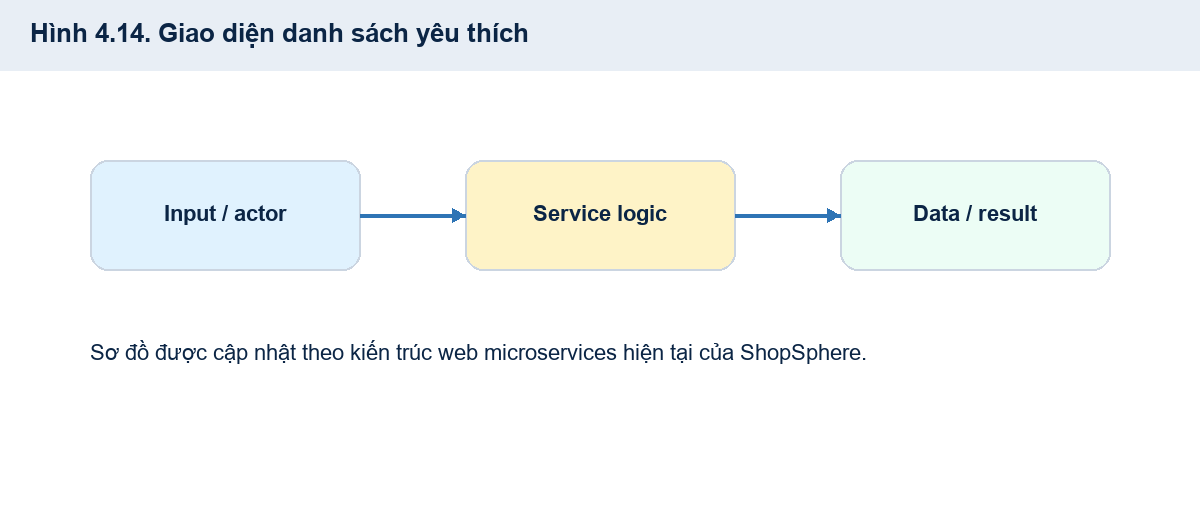 Hình 4.14. Giao diện danh sách yêu thích
Input / actor
Service logic
Data / result
Sơ đồ được cập nhật theo kiến trúc web microservices hiện tại của ShopSphere.